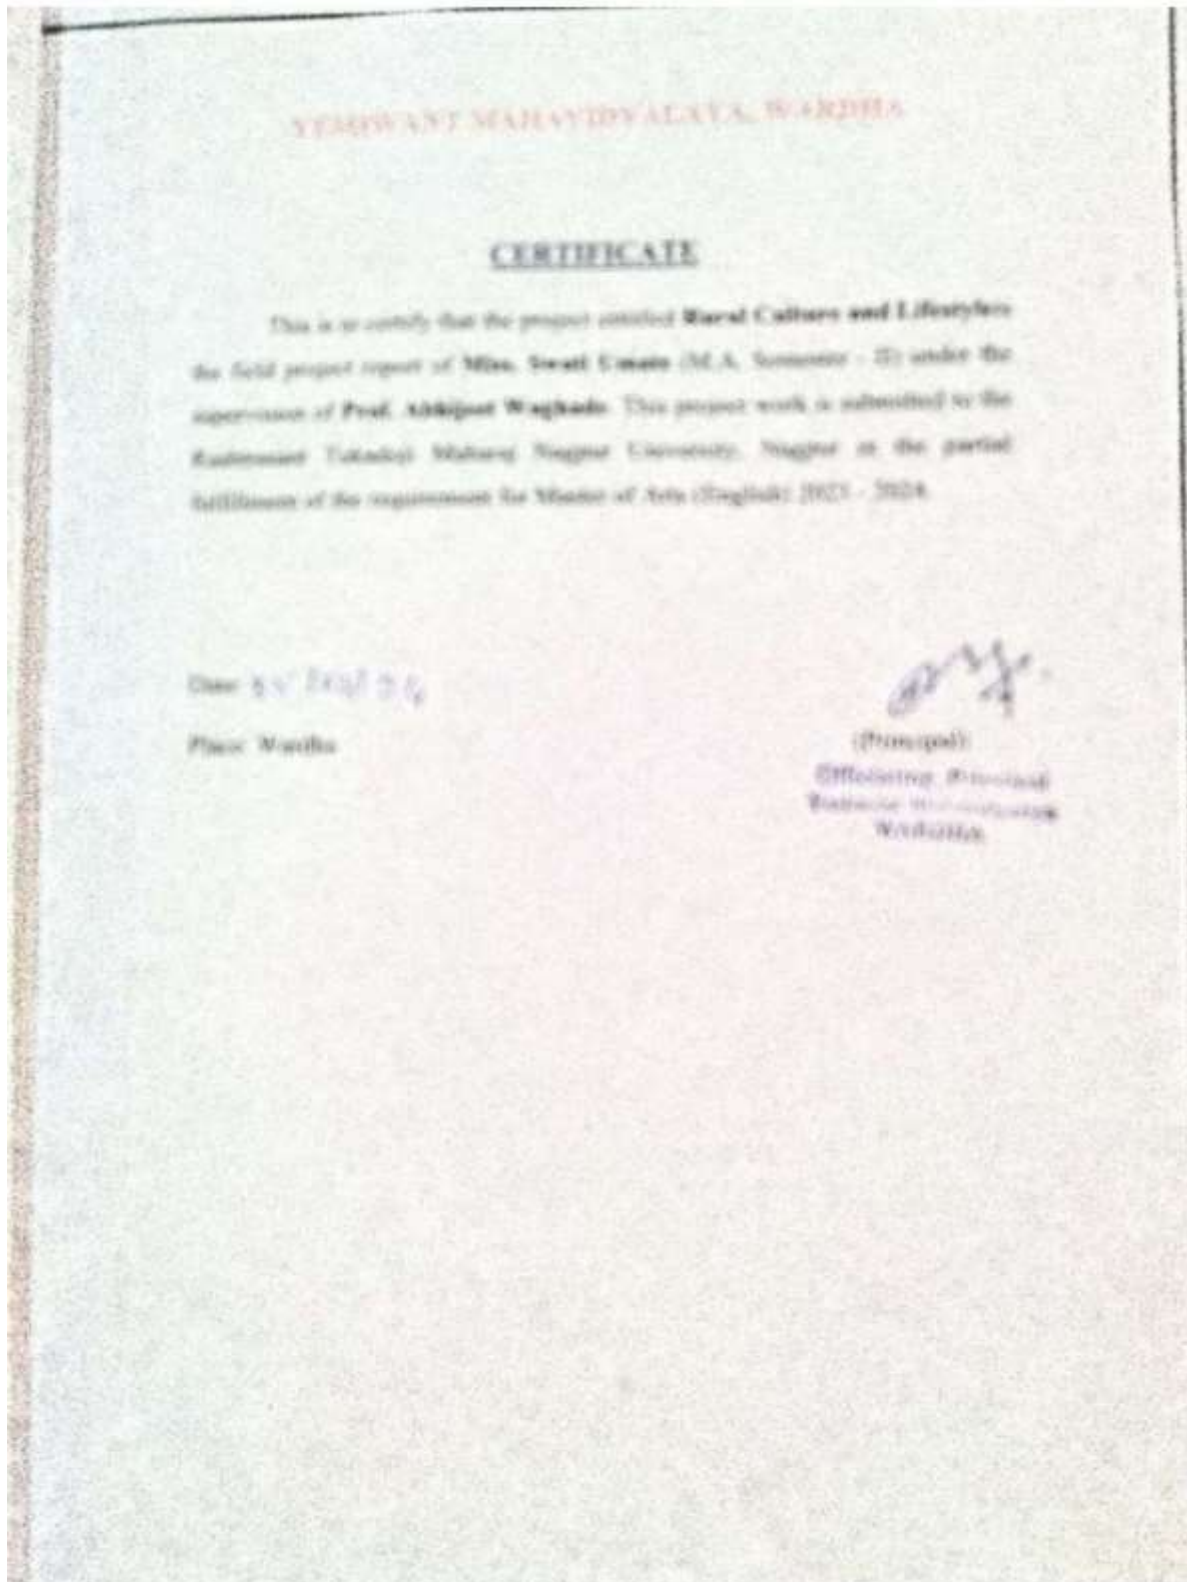 YESHWANT MAHAVIDYALAYA, WARDHA
CERTIFICATE
This is to certify that the project entitled Rural Culture and Lifestyle is
the field project report of Miss. Swati (M.A. Semester - II) under the
supervision of Prof. Abhijeet This project work is submitted to the
Rashtrasant Tukadoji Maharaj Nagpur University, Nagpur in the partial
fulfillment of the requirement for Master of Arts (English) 2023 - 2024.
Date:
Place: Wardha
(Principal)
Officiating Principal
WARDHA